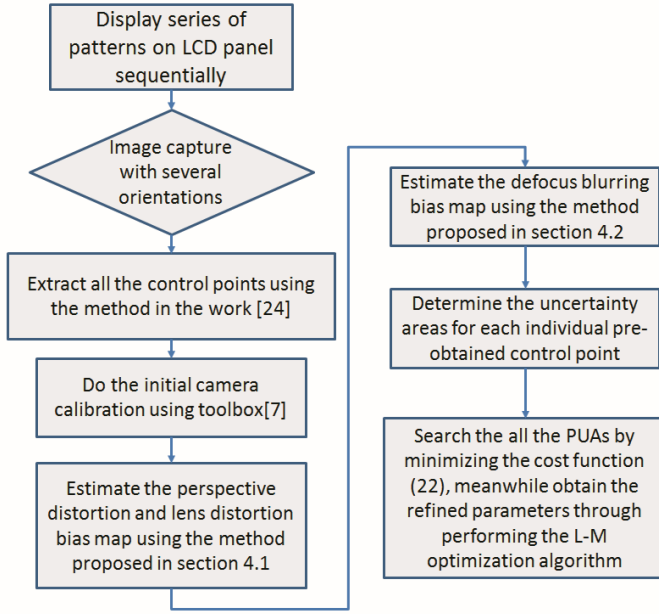 Display series of
patterns on LCD panel
sequentially
Image capture
with several
orientations
Extract all the control points using
the method in the work [24]
Do the initial camera
calibration using toolbox[7]
Estimate the perspective
distortion and lens distortion
bias map using the method
proposed in section 4.1
Estimate the defocus blurring
bias map using the method
proposed in section 4.2
Determine the uncertainty
areas for each individual pre-
obtained control point
Search the all the PUAs by
minimizing the cost function
(22), meanwhile obtain the
refined parameters through
performing the L-M
optimization algorithm